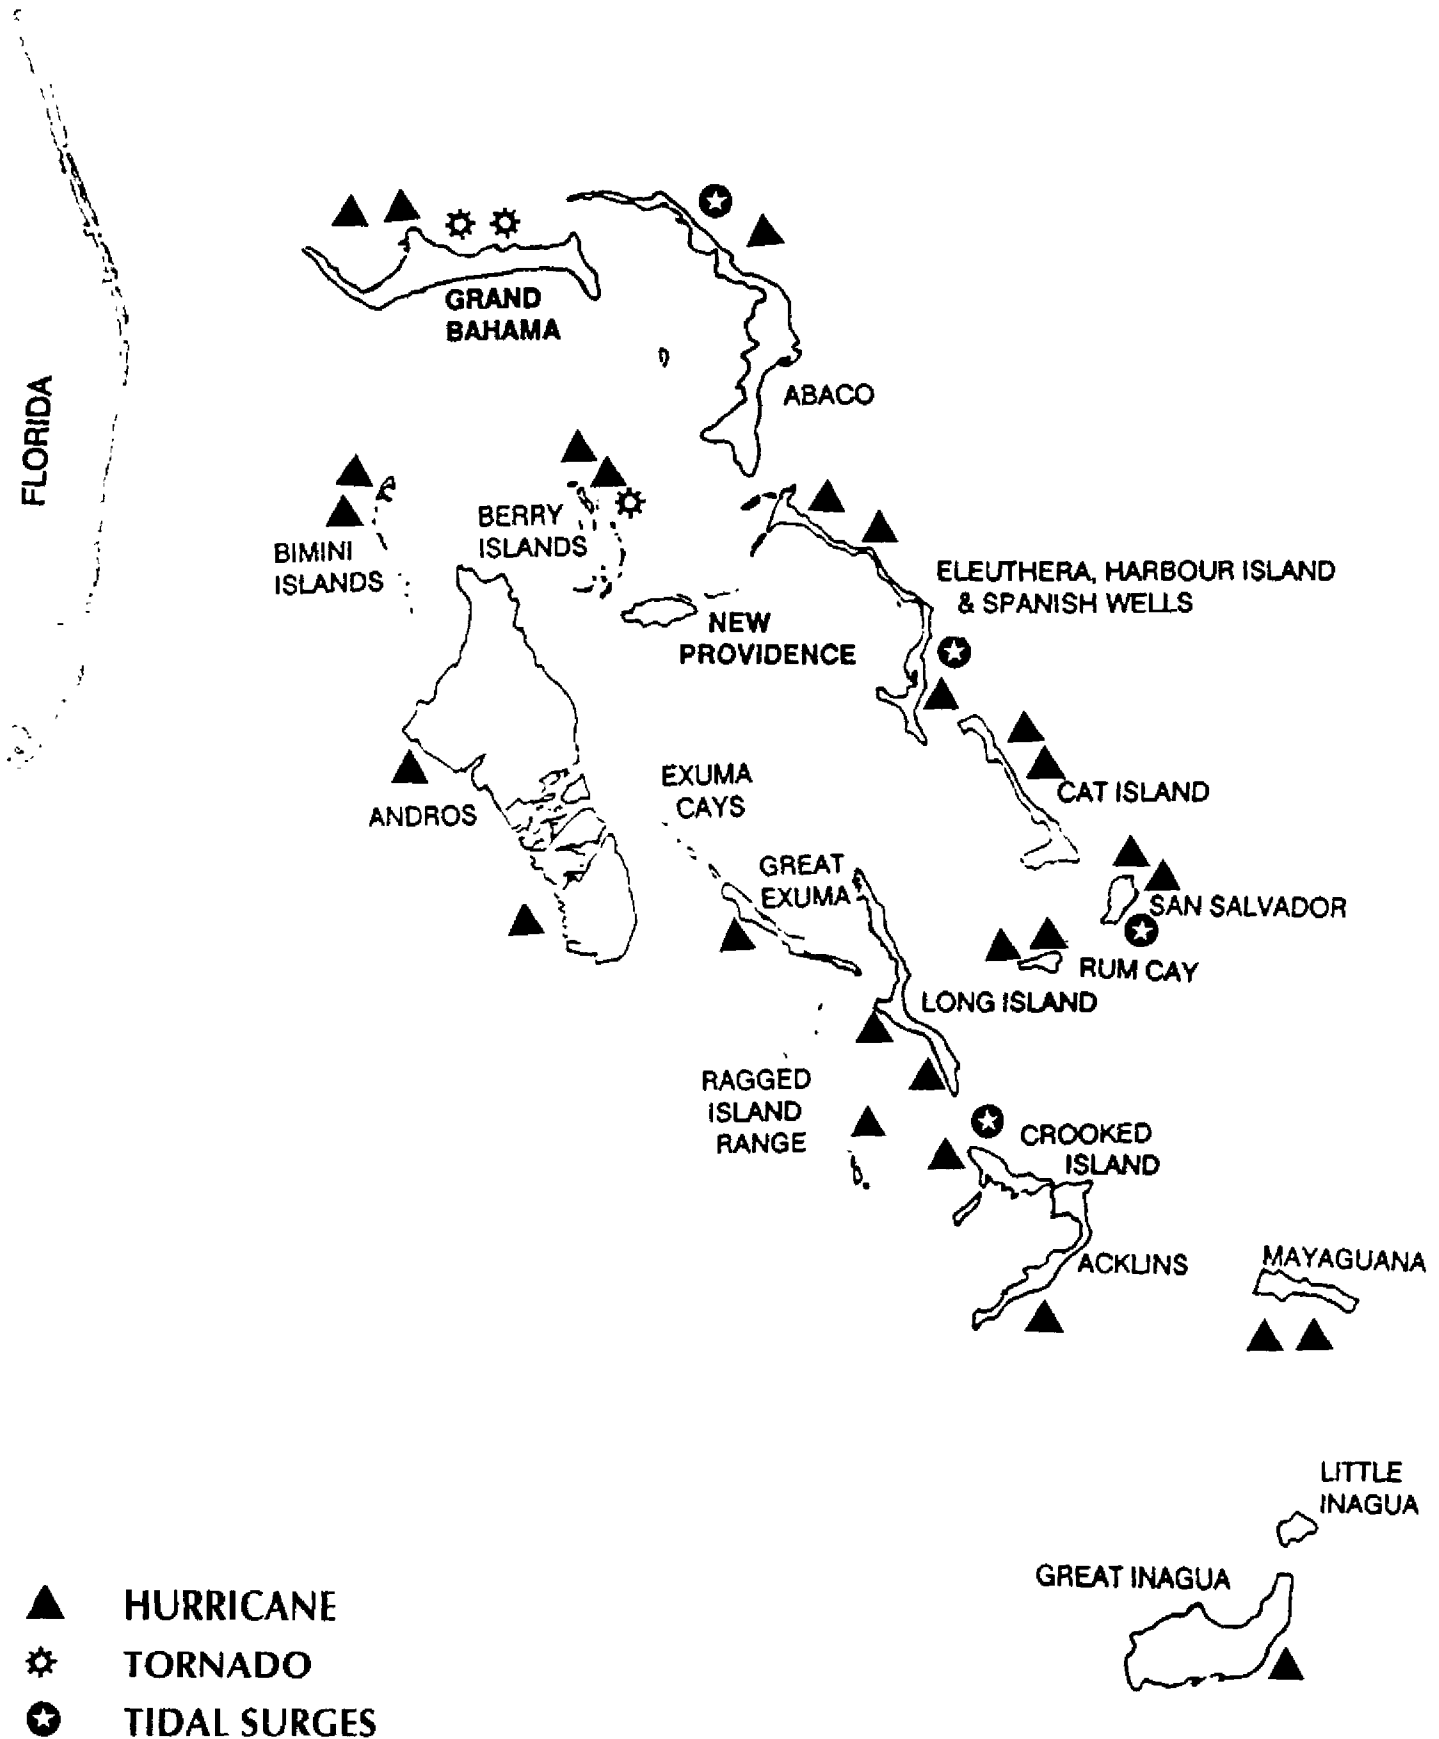 GRAND
BAHAMA
ABACO
FLORIDA
BIMINI
ISLANDS
BERRY
ISLANDS
ELEUTHERA, HARBOUR ISLAND
& SPANISH WELLS
NEW
PROVIDENCE
ANDROS
EXUMA
CAYS
CAT ISLAND
GREAT
EXUMA
SAN SALVADOR
RUM CAY
LONG ISLAND
RAGGED
ISLAND
RANGE
CROOKED
ISLAND
ACKLINS
MAYAGUANA
LITTLE
INAGUA
GREAT INAGUA
HURRICANE
TORNADO
TIDAL SURGES